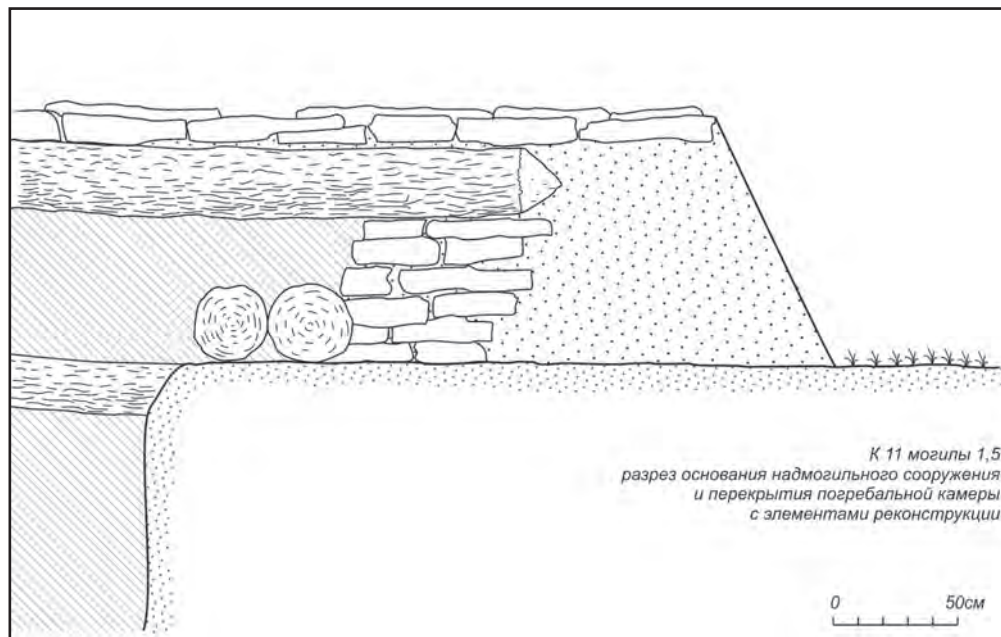 К 11 могилы 1,5
разрез основания надмогильного сооружения
и перекрытия погребальной камеры
с элементами реконструкции
0 50см